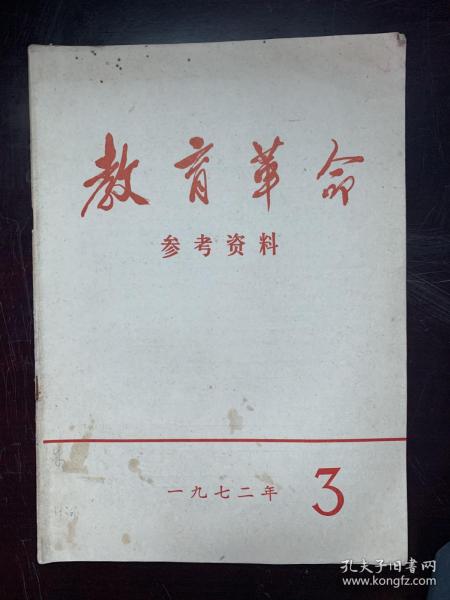 教育革命
参考资料
一九七二年 3
孔夫子旧书网
www.kongfz.com